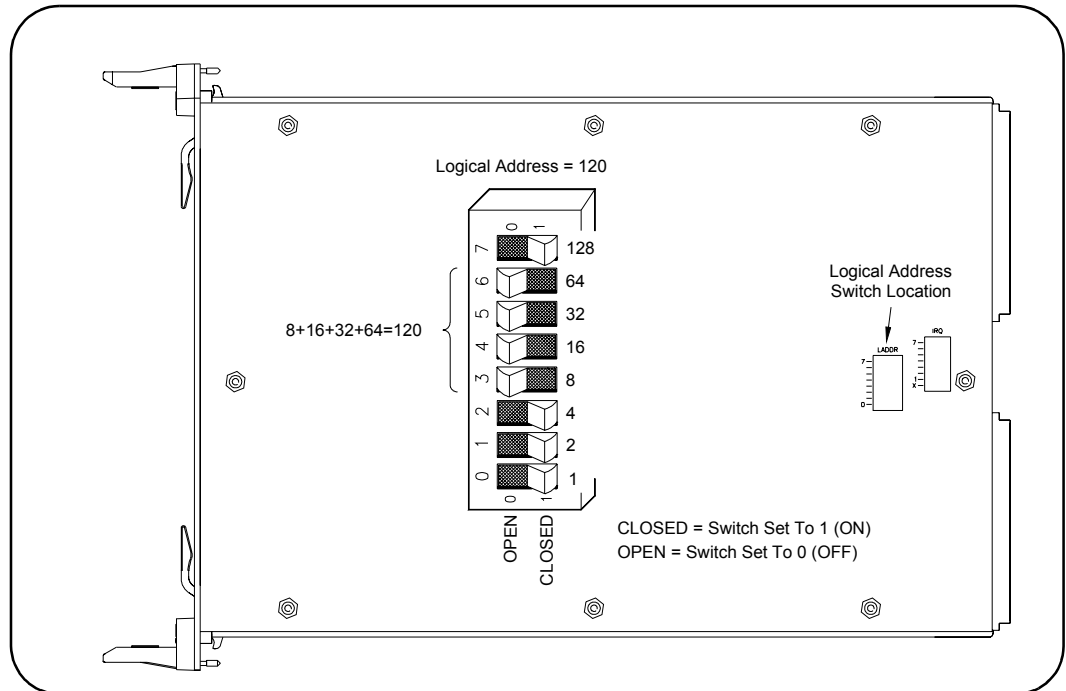 Logical Address = 120
0 1
7 128
6 64
5 32
4 16
3 8
2 4
1 2
0 1
0 1
8+16+32+64=120
OPEN
CLOSED
CLOSED = Switch Set To 1 (ON)
OPEN = Switch Set To 0 (OFF)
Logical Address
Switch Location
LADDR
7
0
IRQ
7
1
X